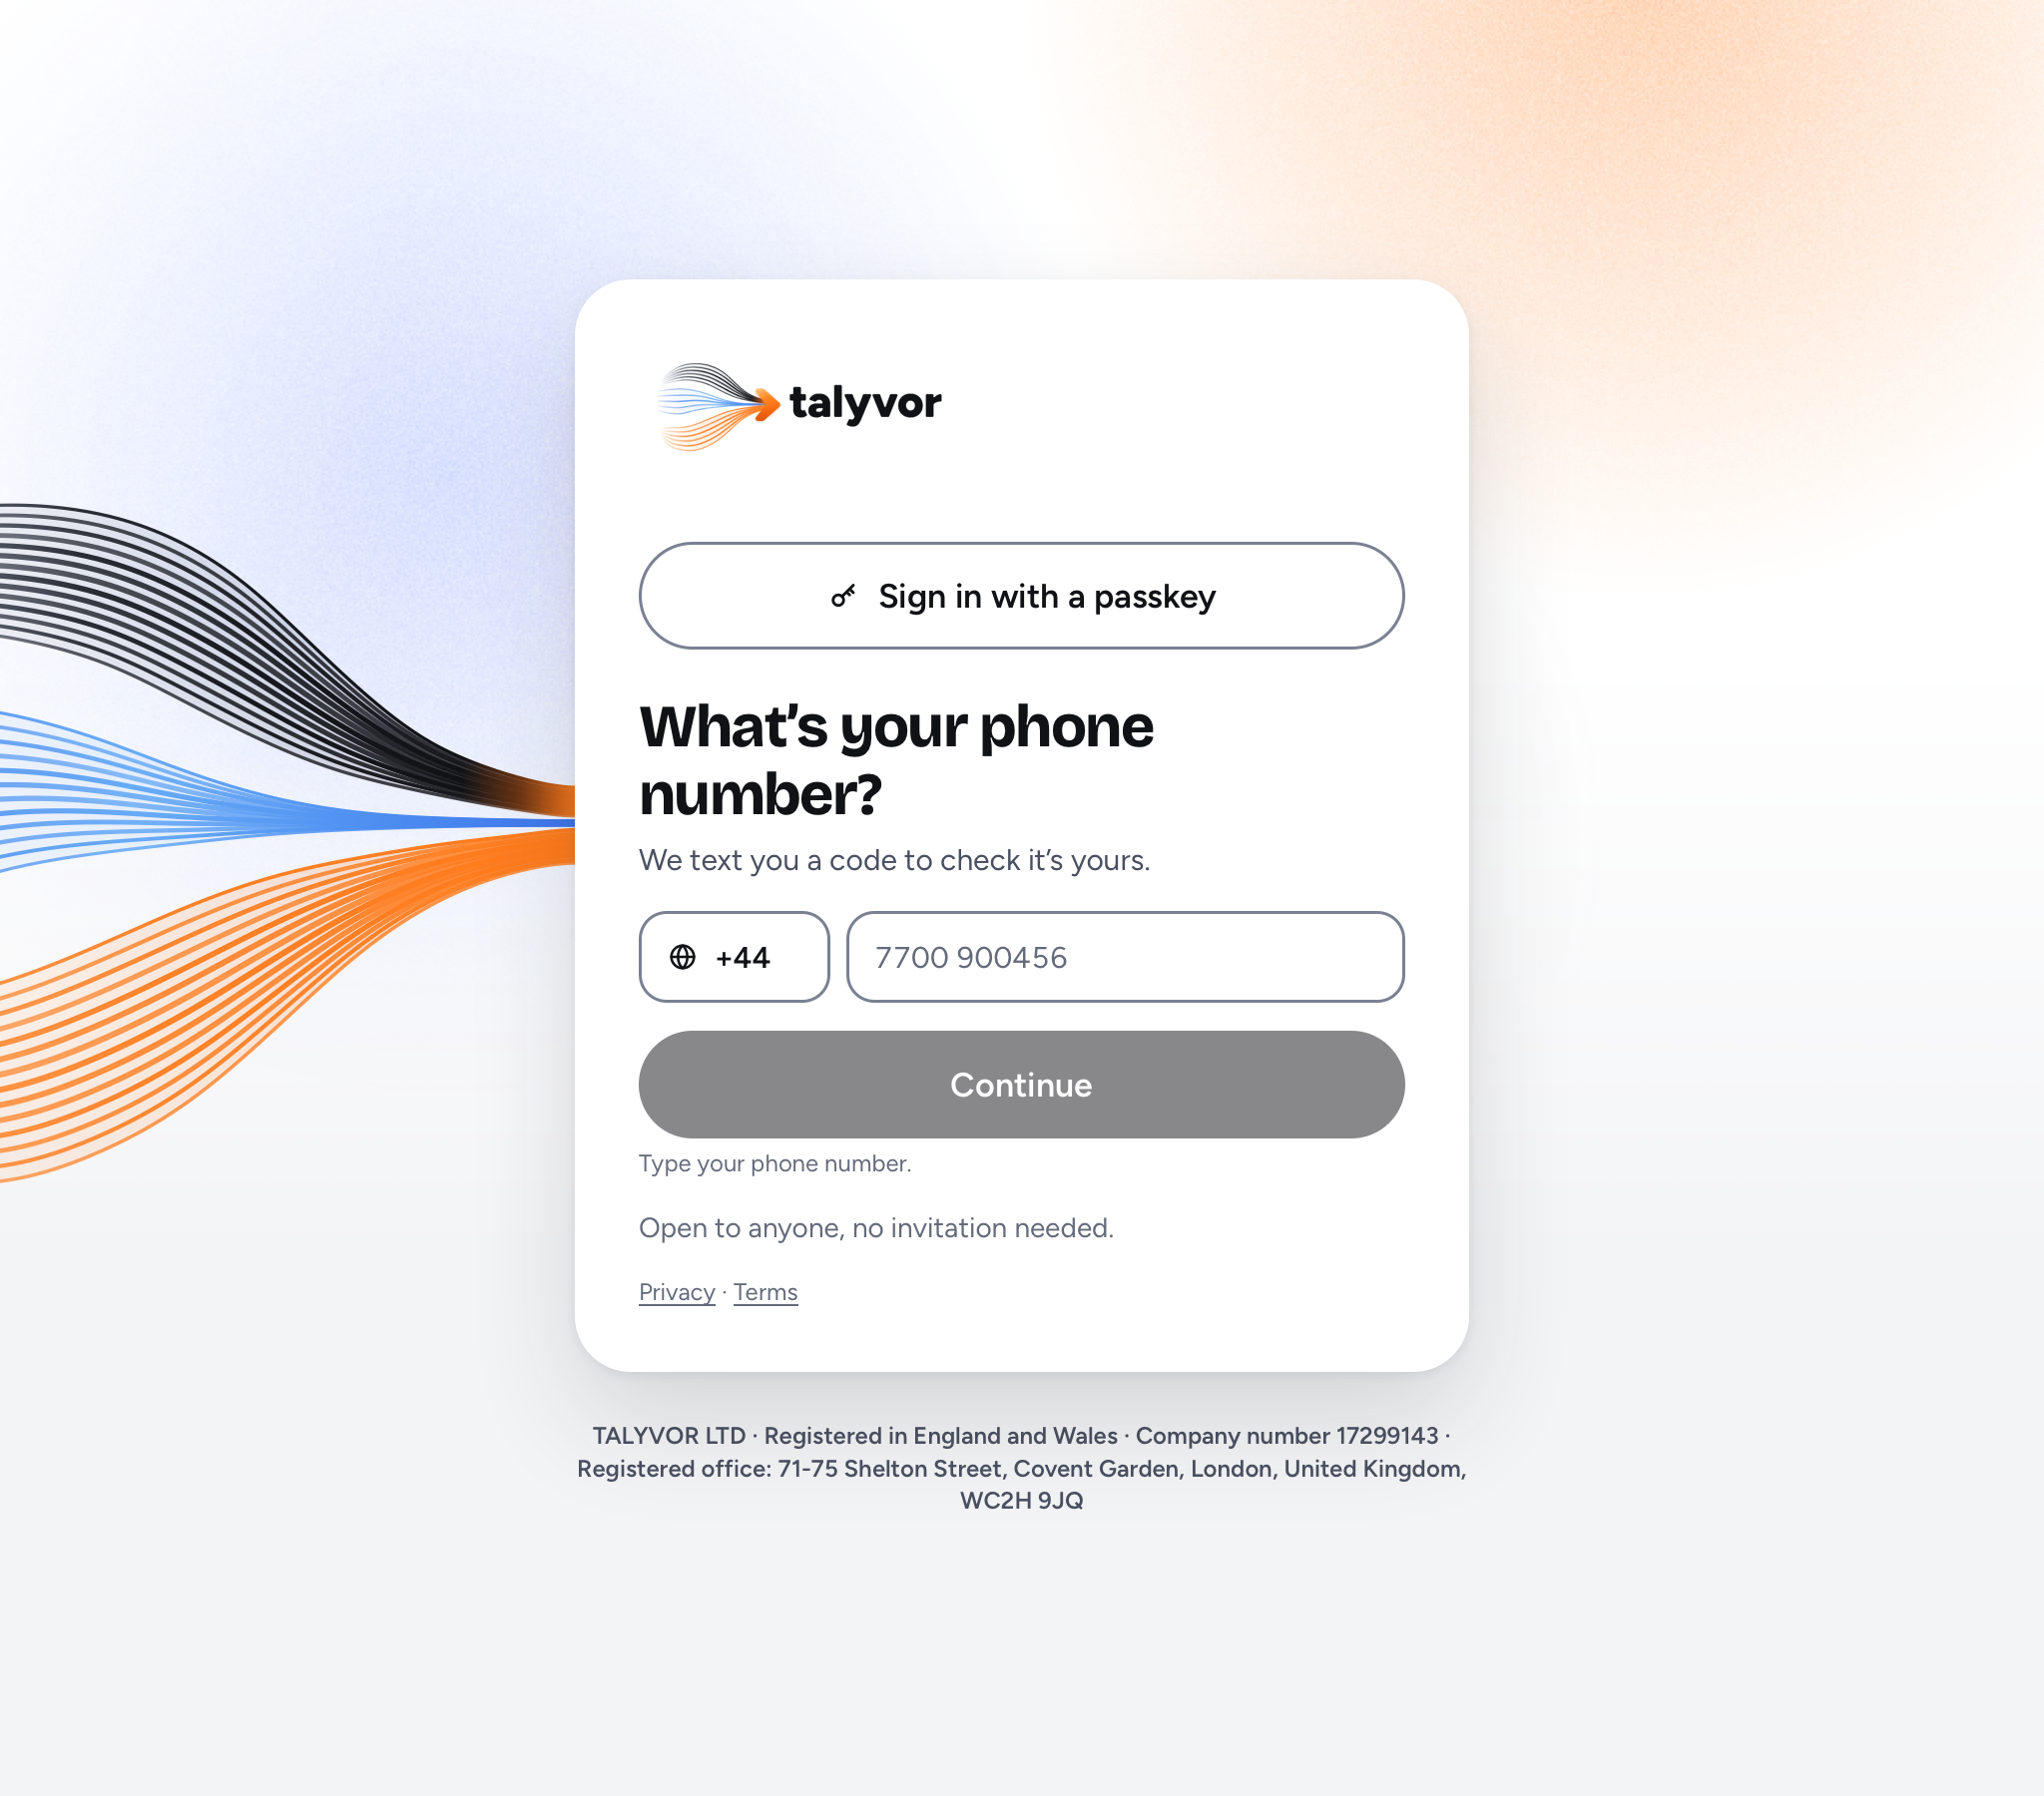 talyvor
Sign in with a passkey
What’s your phone
number?
We text you a code to check it’s yours.
+44
7700 900456
Continue
Type your phone number.
Open to anyone, no invitation needed.
Privacy · Terms
TALYVOR LTD · Registered in England and Wales · Company number 17299143 ·
Registered office: 71-75 Shelton Street, Covent Garden, London, United Kingdom,
WC2H 9JQ